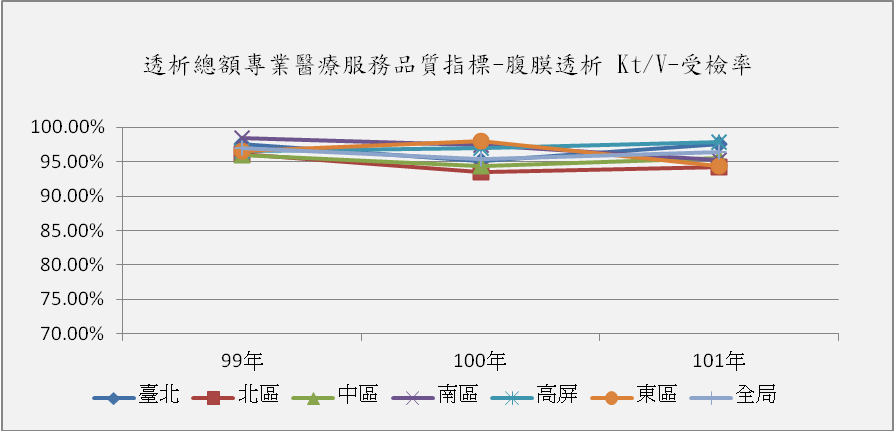 透析總額專業醫療服務品質指標-腹膜透析 Kt/V-受檢率
100.00%
95.00%
90.00%
85.00%
80.00%
75.00%
70.00%
99年 100年 101年
臺北 北區 中區 南區 高屏 東區 全局